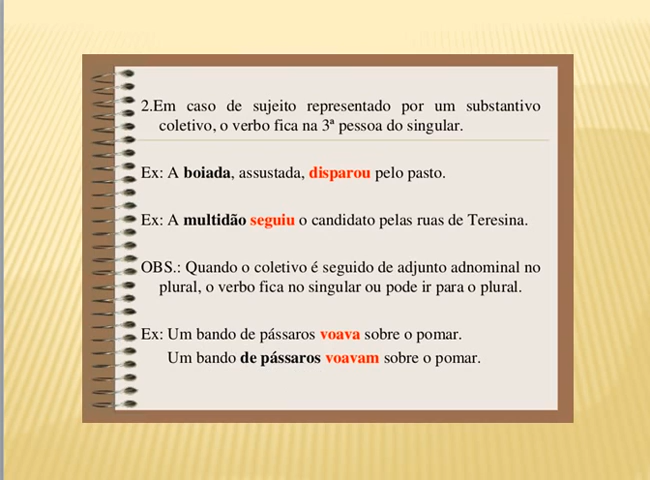 2.Em caso de sujeito representado por um substantivo
coletivo, o verbo fica na 3ª pessoa do singular.
Ex: A boiada, assustada, disparou pelo pasto.
Ex: A multidão seguiu o candidato pelas ruas de Teresina.
OBS.: Quando o coletivo é seguido de adjunto adnominal no
plural, o verbo fica no singular ou pode ir para o plural.
Ex: Um bando de pássaros voava sobre o pomar.
Um bando de pássaros voavam sobre o pomar.